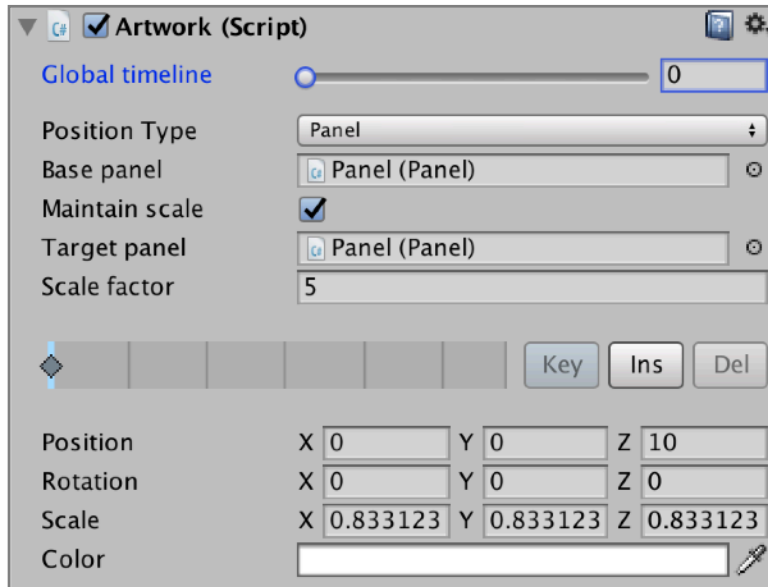 C# Artwork (Script) ?
Global timeline 0
Position Type Panel
Base panel C# Panel (Panel)
Maintain scale
Target panel C# Panel (Panel)
Scale factor 5
Key Ins Del
Position X 0 Y 0 Z 10
Rotation X 0 Y 0 Z 0
Scale X 0.833123 Y 0.833123 Z 0.833123
Color